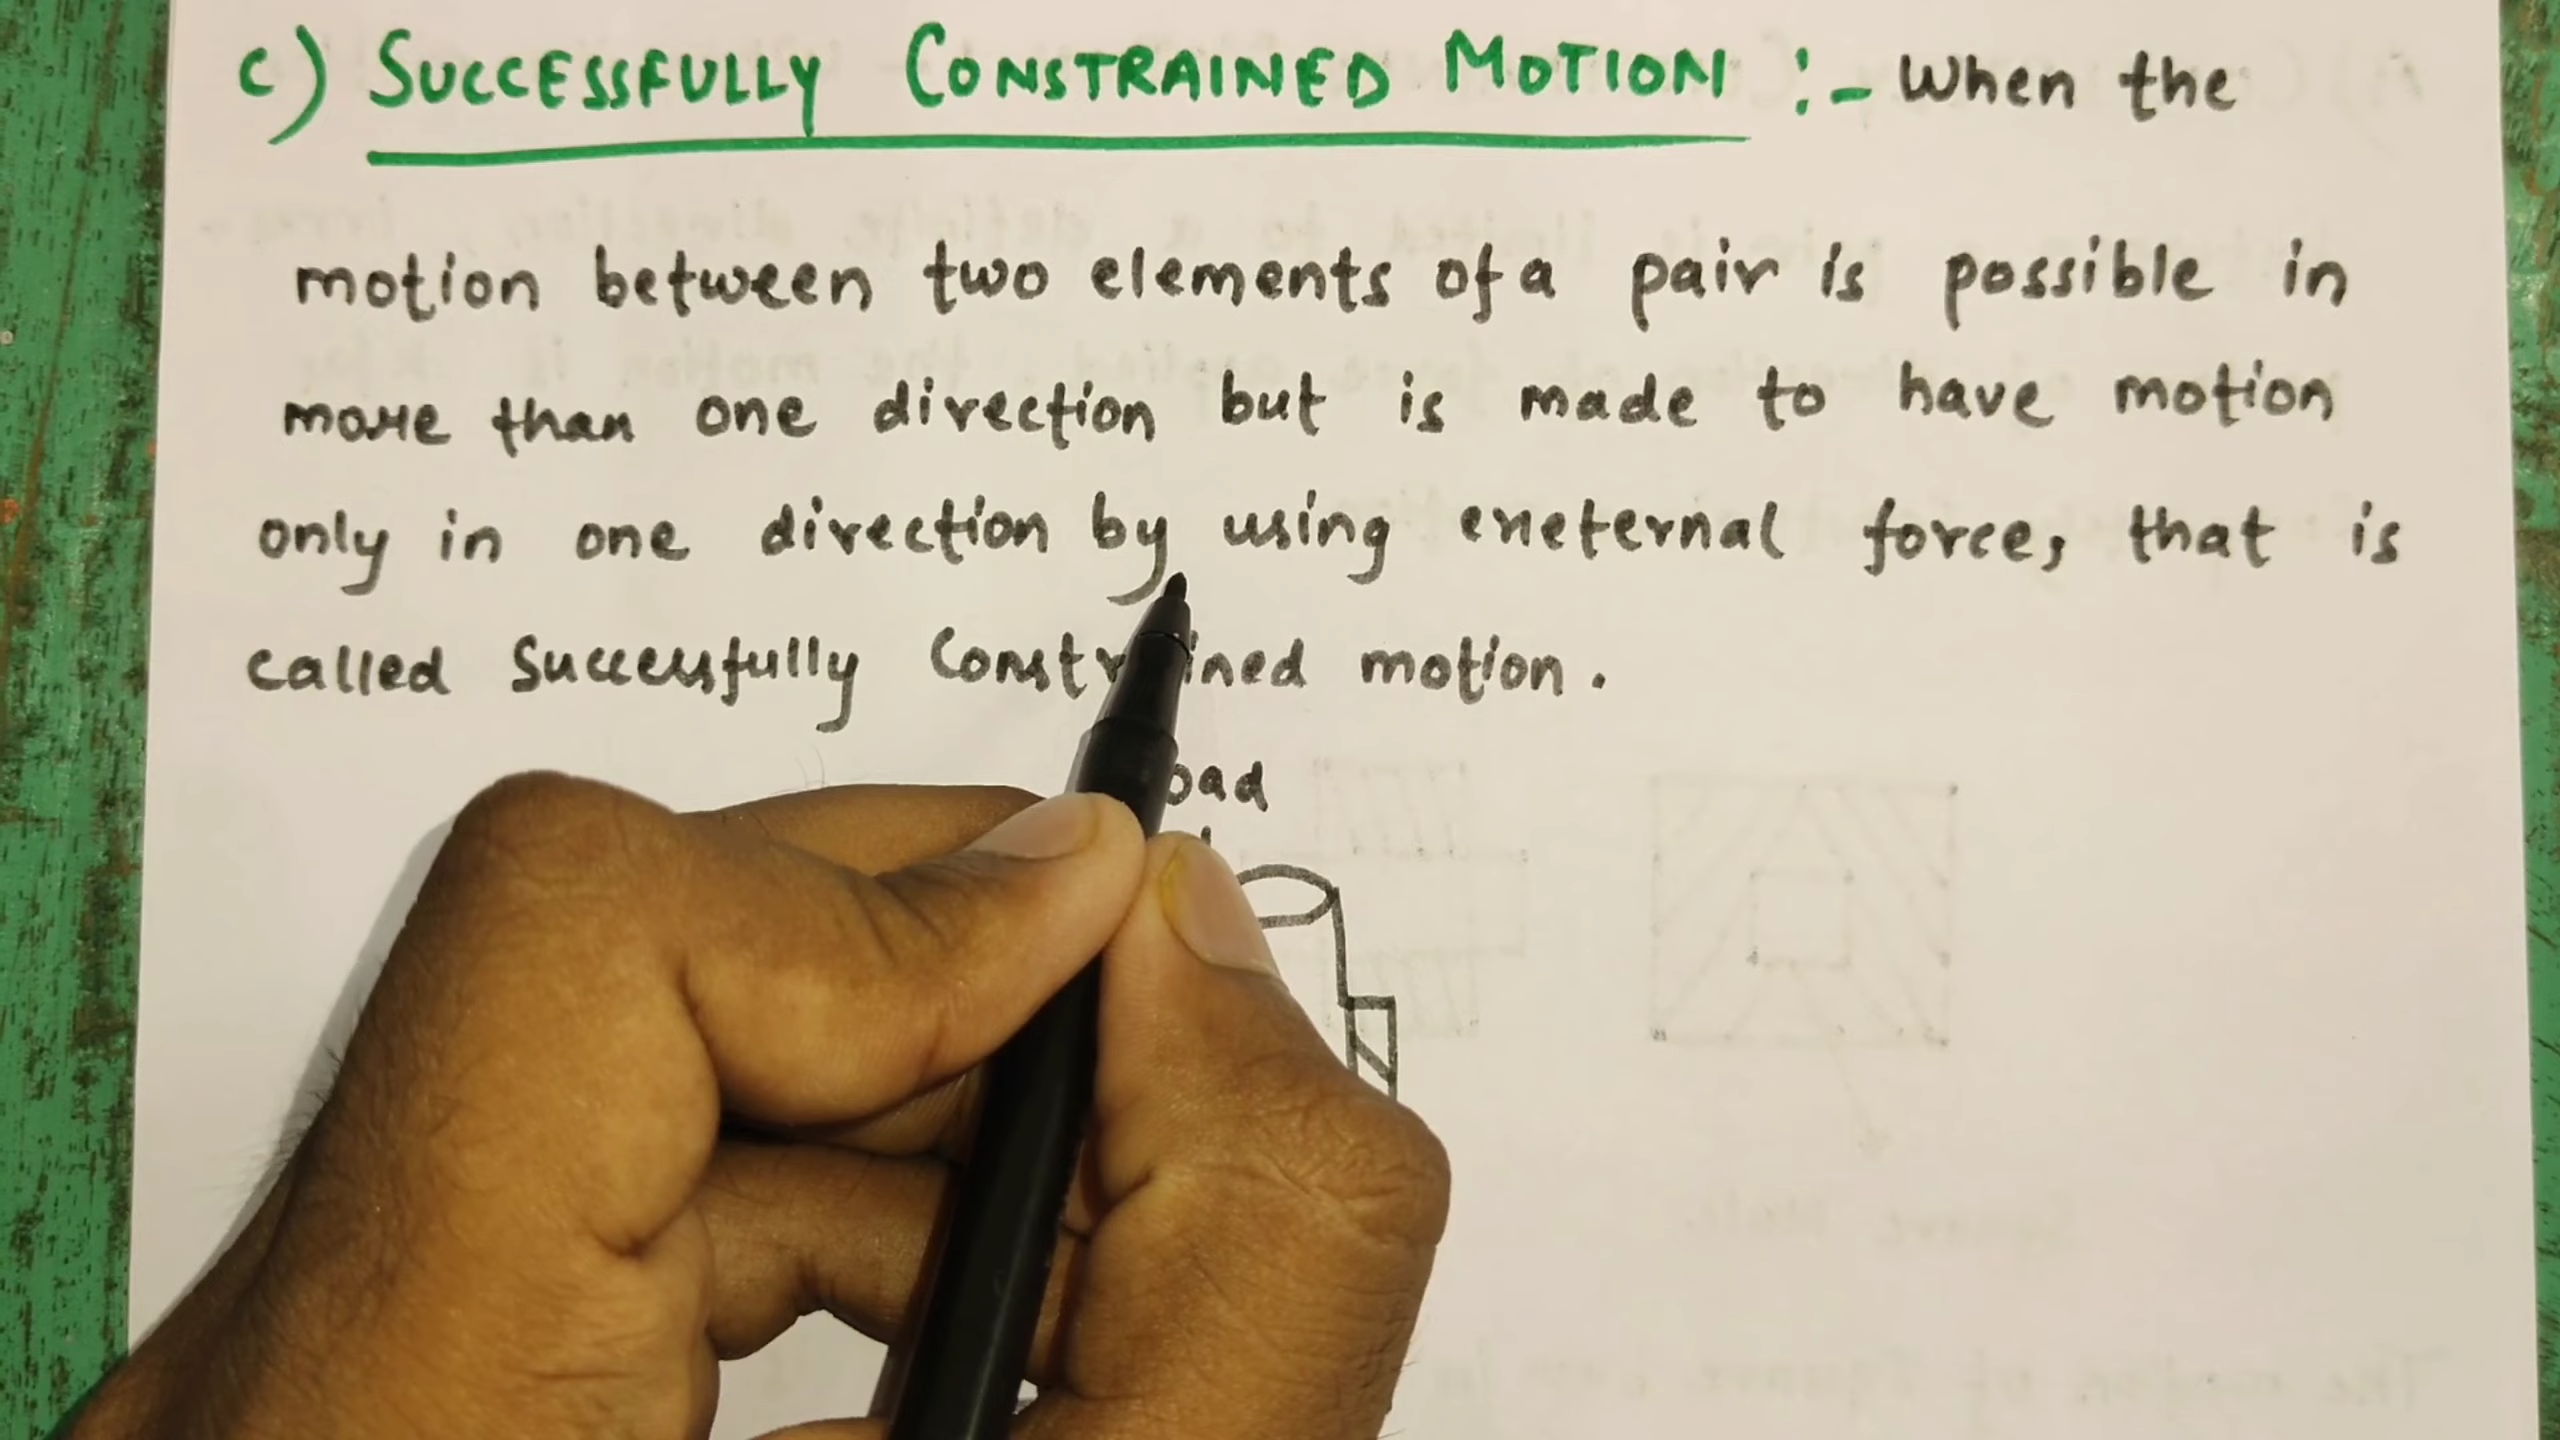 C) SUCCESSFULLY CONSTRAINED MOTION :- When the
motion between two elements of a pair is possible in
more than one direction but is made to have motion
only in one direction by using exeternal force, that is
called Successfully motion.